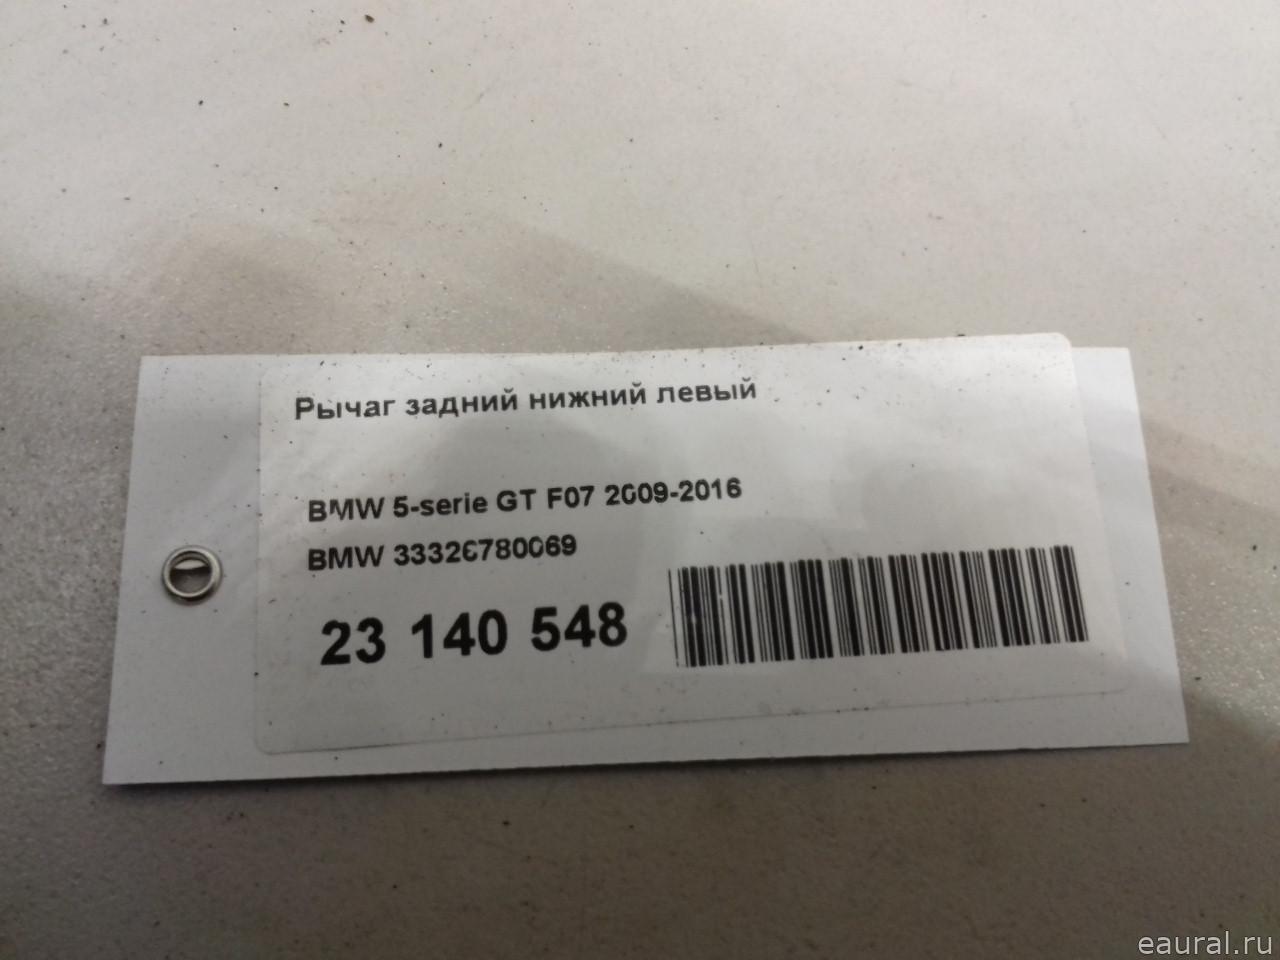 Рычаг задний нижний левый
BMW 5-serie GT F07 2009-2016
BMW 33326780069
23 140 548
eaural.ru